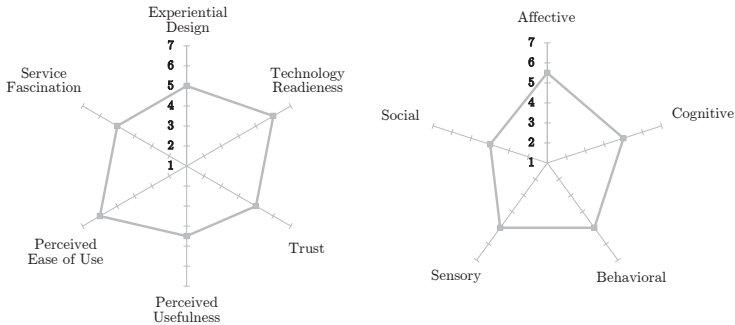 Experiential
Design
7
6
5
4
3
2
1
Technology
Readieness
Service
Fascination
Trust
Perceived
Ease of Use
Perceived
Usefulness
Affective
7
6
5
4
3
2
1
Social
Cognitive
Sensory
Behavioral